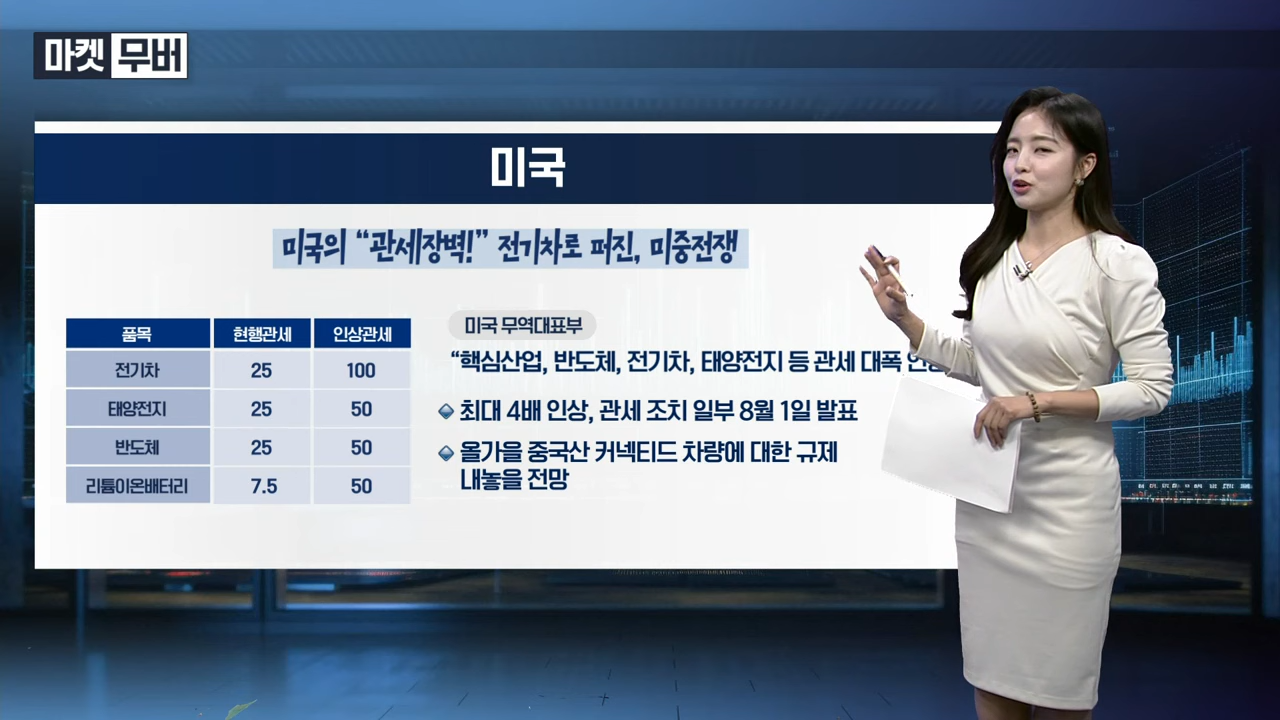 마켓무버
미국
미국의 “관세장벽!” 전기차로 퍼진, 미중전쟁
품목 현행관세 인상관세
전기차 25 100
태양전지 25 50
반도체 25 50
리튬이온배터리 7.5 50
미국 무역대표부
“핵심산업, 반도체, 전기차, 태양전지 등 관세 대폭
최대 4배 인상, 관세 조치 일부 8월 1일 발표
올가을 중국산 커넥티드 차량에 대한 규제
내놓을 전망